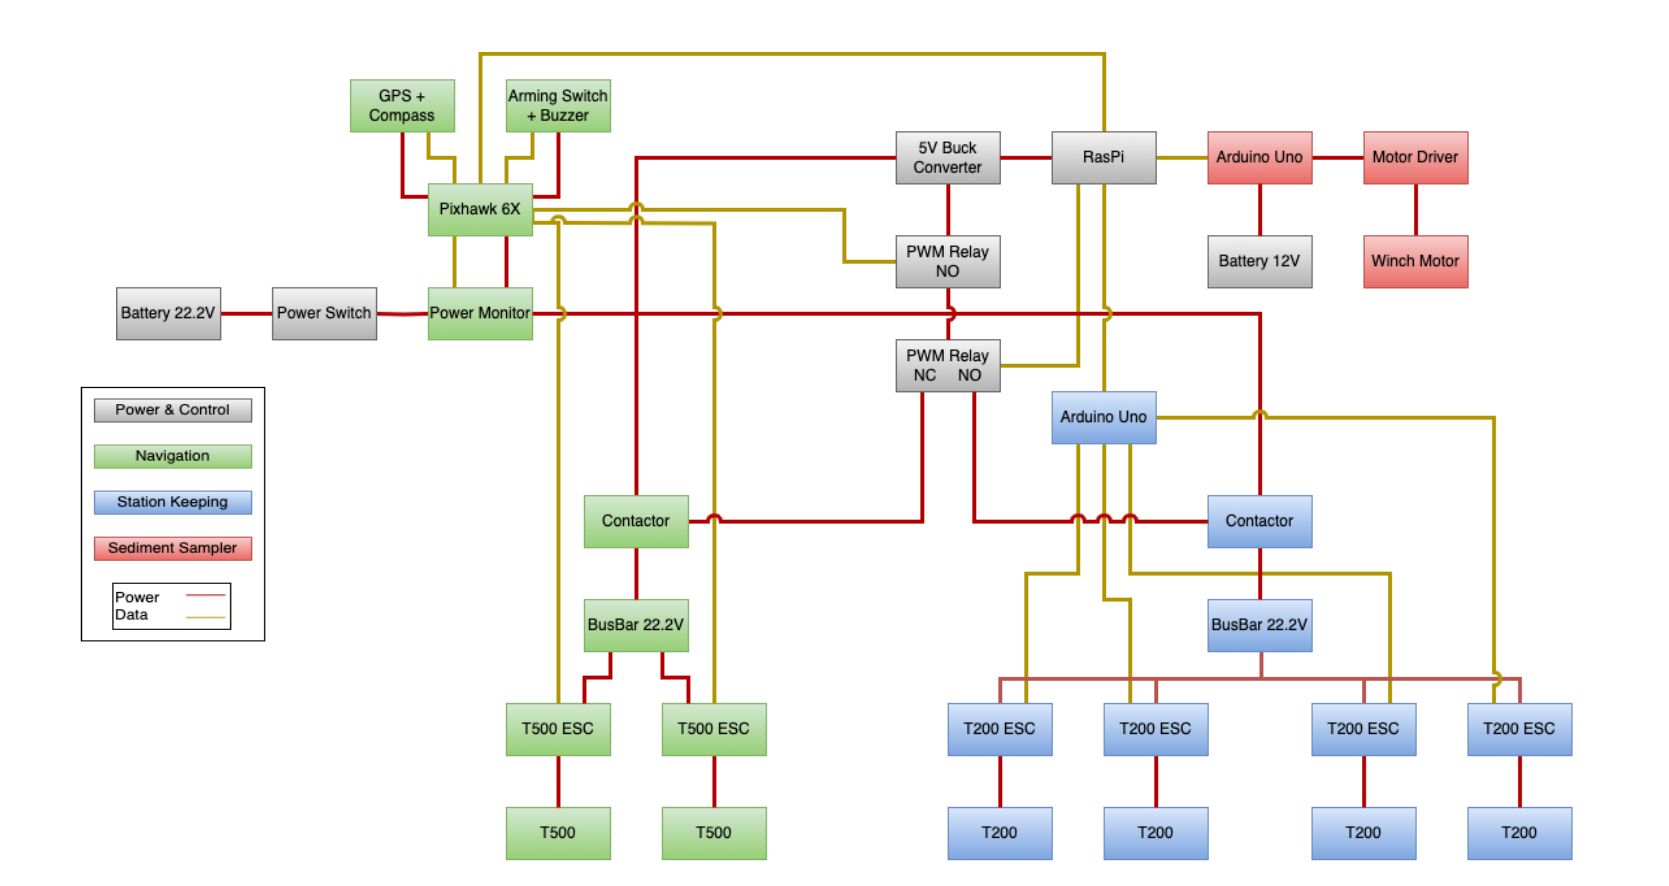 GPS +
Compass
Arming Switch
+ Buzzer
5V Buck
Converter
RasPi
Arduino Uno
Motor Driver
Pixhawk 6X
PWM Relay
NO
Battery 12V
Winch Motor
Battery 22.2V
Power Switch
Power Monitor
PWM Relay
NC NO
Power & Control
Navigation
Station Keeping
Sediment Sampler
Power
Data
Arduino Uno
Contactor
Contactor
BusBar 22.2V
BusBar 22.2V
T500 ESC
T500 ESC
T200 ESC
T200 ESC
T200 ESC
T200 ESC
T500
T500
T200
T200
T200
T200